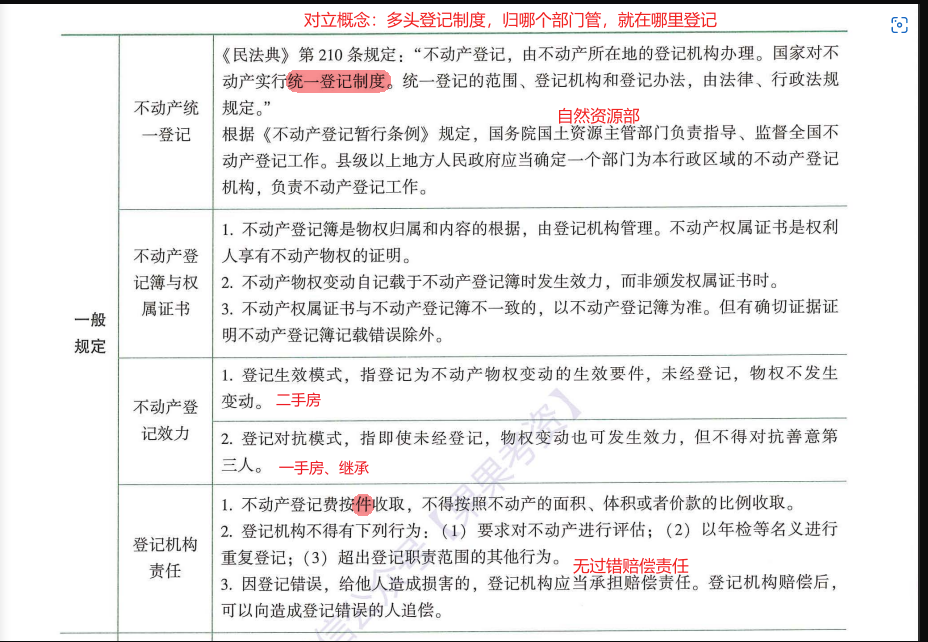 对立概念：多头登记制度，归哪个部门管，就在哪里登记
《民法典》第 210 条规定：“不动产登记，由不动产所在地的登记机构办理。国家对不
动产实行统一登记制度。统一登记的范围、登记机构和登记办法，由法律、行政法规
不动产统
一登记
规定。”
自然资源部
根据《不动产登记暂行条例》规定，国务院国土资源主管部门负责指导、监督全国不
动产登记工作。县级以上地方人民政府应当确定一个部门为本行政区域的不动产登记
机构，负责不动产登记工作。
一般
规定
不动产登
记簿与权
属证书
1. 不动产登记簿是物权归属和内容的根据，由登记机构管理。不动产权属证书是权利
人享有不动产物权的证明。
2. 不动产物权变动自记载于不动产登记簿时发生效力，而非颁发权属证书时。
3. 不动产权属证书与不动产登记簿不一致的，以不动产登记簿为准。但有确切证据证
明不动产登记簿记载错误除外。
不动产登
记效力
1. 登记生效模式，指登记为不动产物权变动的生效要件，未经登记，物权不发生
变动。 二手房
2. 登记对抗模式，指即使未经登记，物权变动也可发生效力，但不得对抗善意第
三人。 一手房、继承
登记机构
责任
1. 不动产登记费按件收取，不得按照不动产的面积、体积或者价款的比例收取。
2. 登记机构不得有下列行为：（1）要求对不动产进行评估；（2）以年检等名义进行
重复登记；（3）超出登记职责范围的其他行为。
无过错赔偿责任
3. 因登记错误，给他人造成损害的，登记机构应当承担赔偿责任。登记机构赔偿后，
可以向造成登记错误的人追偿。
信公众号【果果考资】